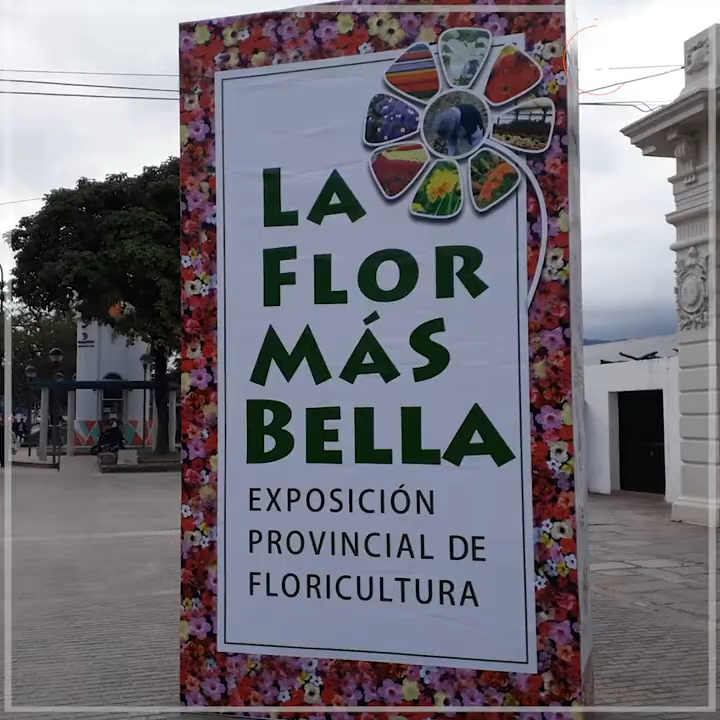 LA
FLOR
MÁS
BELLA
EXPOSICIÓN
PROVINCIAL DE
FLORICULTURA